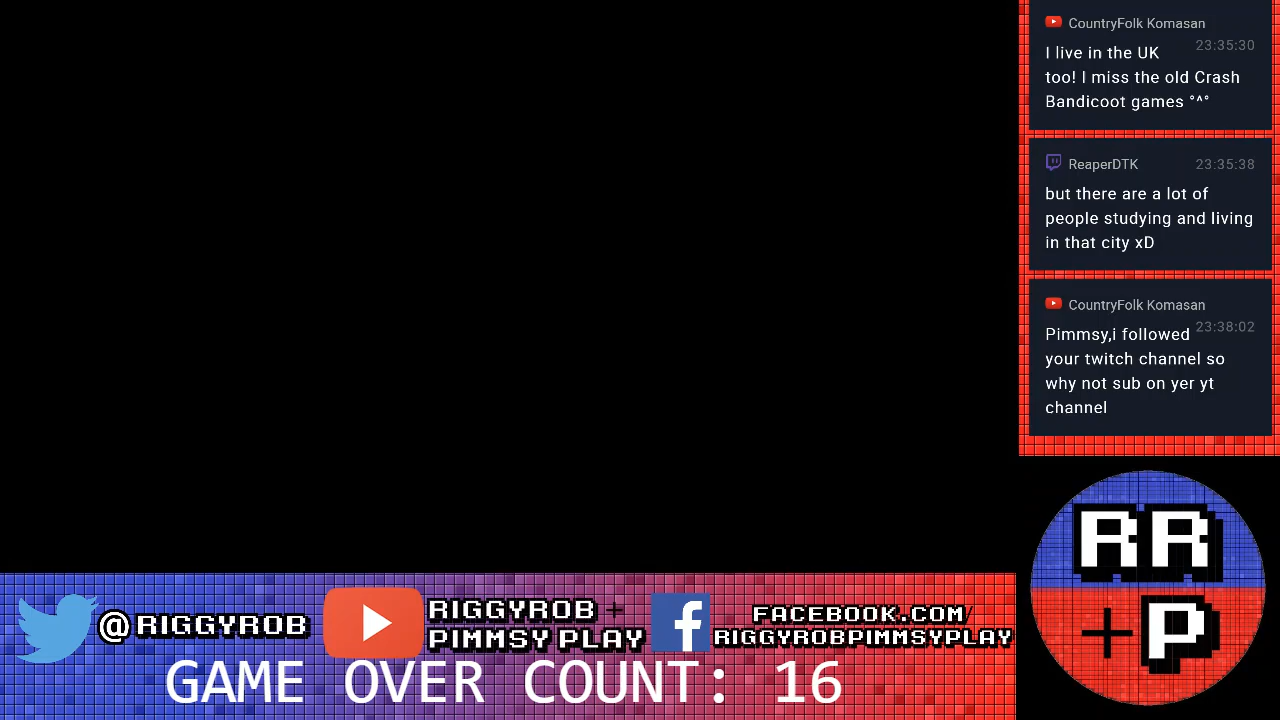 CountryFolk Komasan
23:35:30
I live in the UK
too! I miss the old Crash
Bandicoot games °^°
ReaperDTK 23:35:38
but there are a lot of
people studying and living
in that city xD
CountryFolk Komasan
23:38:02
Pimmsy,i followed
your twitch channel so
why not sub on yer yt
channel
RR
+P
@RIGGYROB
RIGGYROB +
PIMMSY PLAY
FACEBOOK.COM/
RIGGYROBPIMMSYPLAY
GAME OVER COUNT: 16